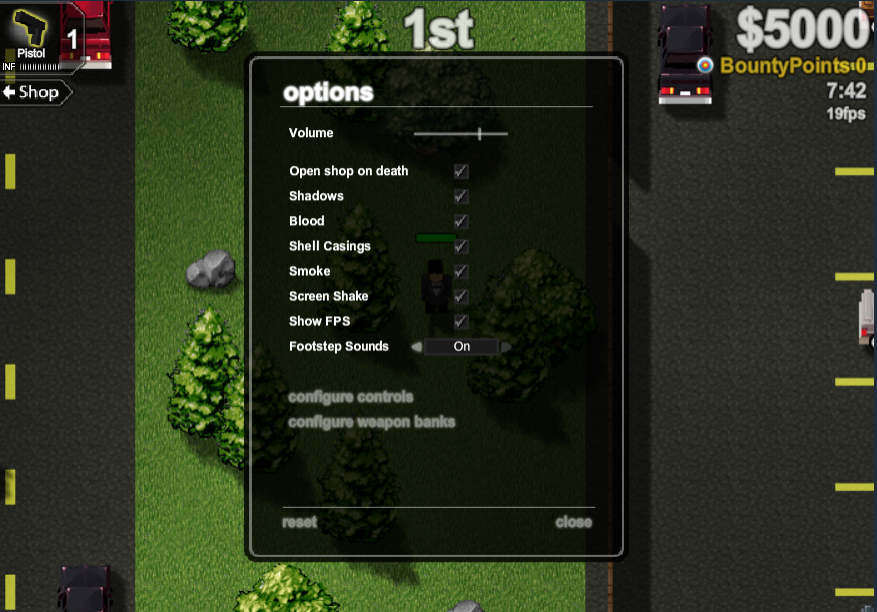 Pistol
1
INF
Shop
1st
$5000
BountyPoints:0
7:42
19fps
options
Volume
Open shop on death
Shadows
Blood
Shell Casings
Smoke
Screen Shake
Show FPS
Footstep Sounds On
configure controls
configure weapon banks
reset close